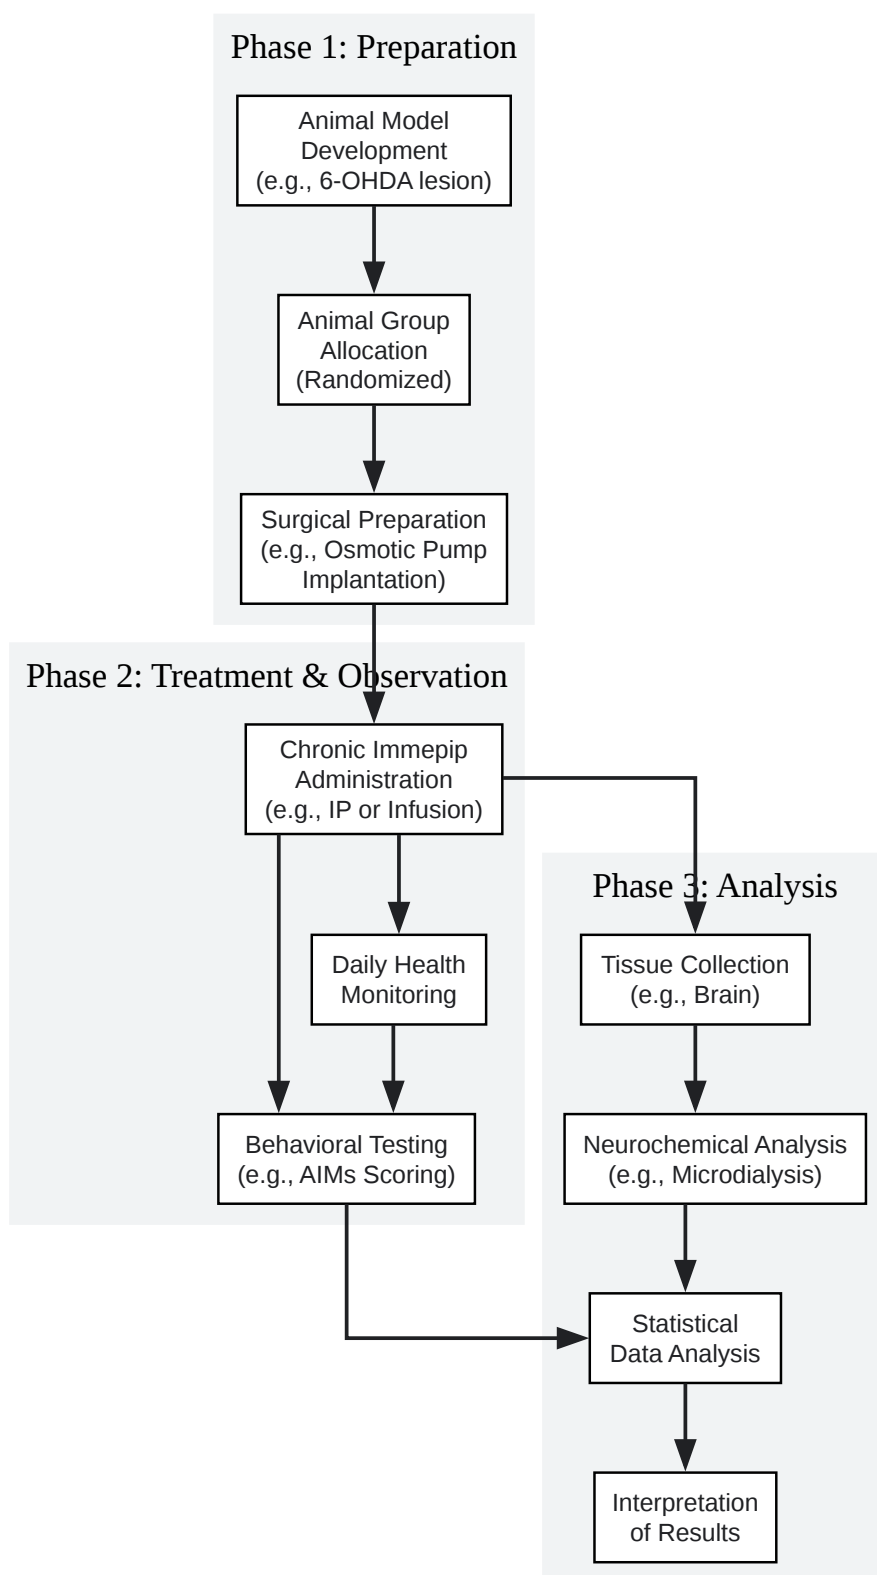 Phase 1: Preparation
Animal Model
Development
(e.g., 6-OHDA lesion)
Animal Group
Allocation
(Randomized)
Surgical Preparation
(e.g., Osmotic Pump
Implantation)
Phase 2: Treatment & Observation
Chronic Immepip
Administration
(e.g., IP or Infusion)
Daily Health
Monitoring
Behavioral Testing
(e.g., AIMs Scoring)
Phase 3: Analysis
Tissue Collection
(e.g., Brain)
Neurochemical Analysis
(e.g., Microdialysis)
Statistical
Data Analysis
Interpretation
of Results